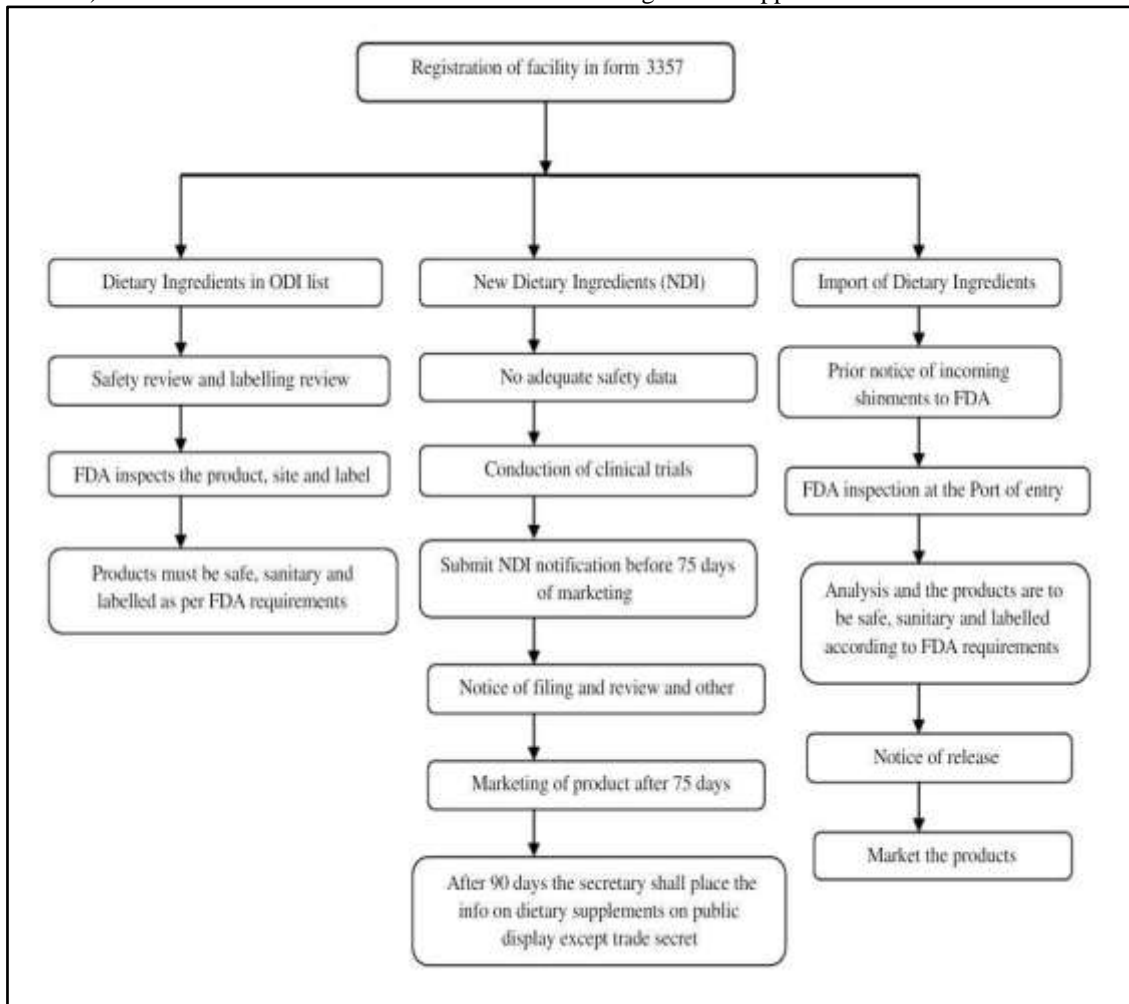 Registration of facility in form 3357
Dietary Ingredients in ODI list
Safety review and labelling review
FDA inspects the product, site and label
Products must be safe, sanitary and
labelled as per FDA requirements
New Dietary Ingredients (NDI)
No adequate safety data
Conduction of clinical trials
Submit NDI notification before 75 days
of marketing
Notice of filing and review and other
Marketing of product after 75 days
After 90 days the secretary shall place the
info on dietary supplements on public
display except trade secret
Import of Dietary Ingredients
Prior notice of incoming
shinments to FDA
FDA inspection at the Port of entry
Analysis and the products are to
be safe, sanitary and labelled
according to FDA requirements
Notice of release
Market the products